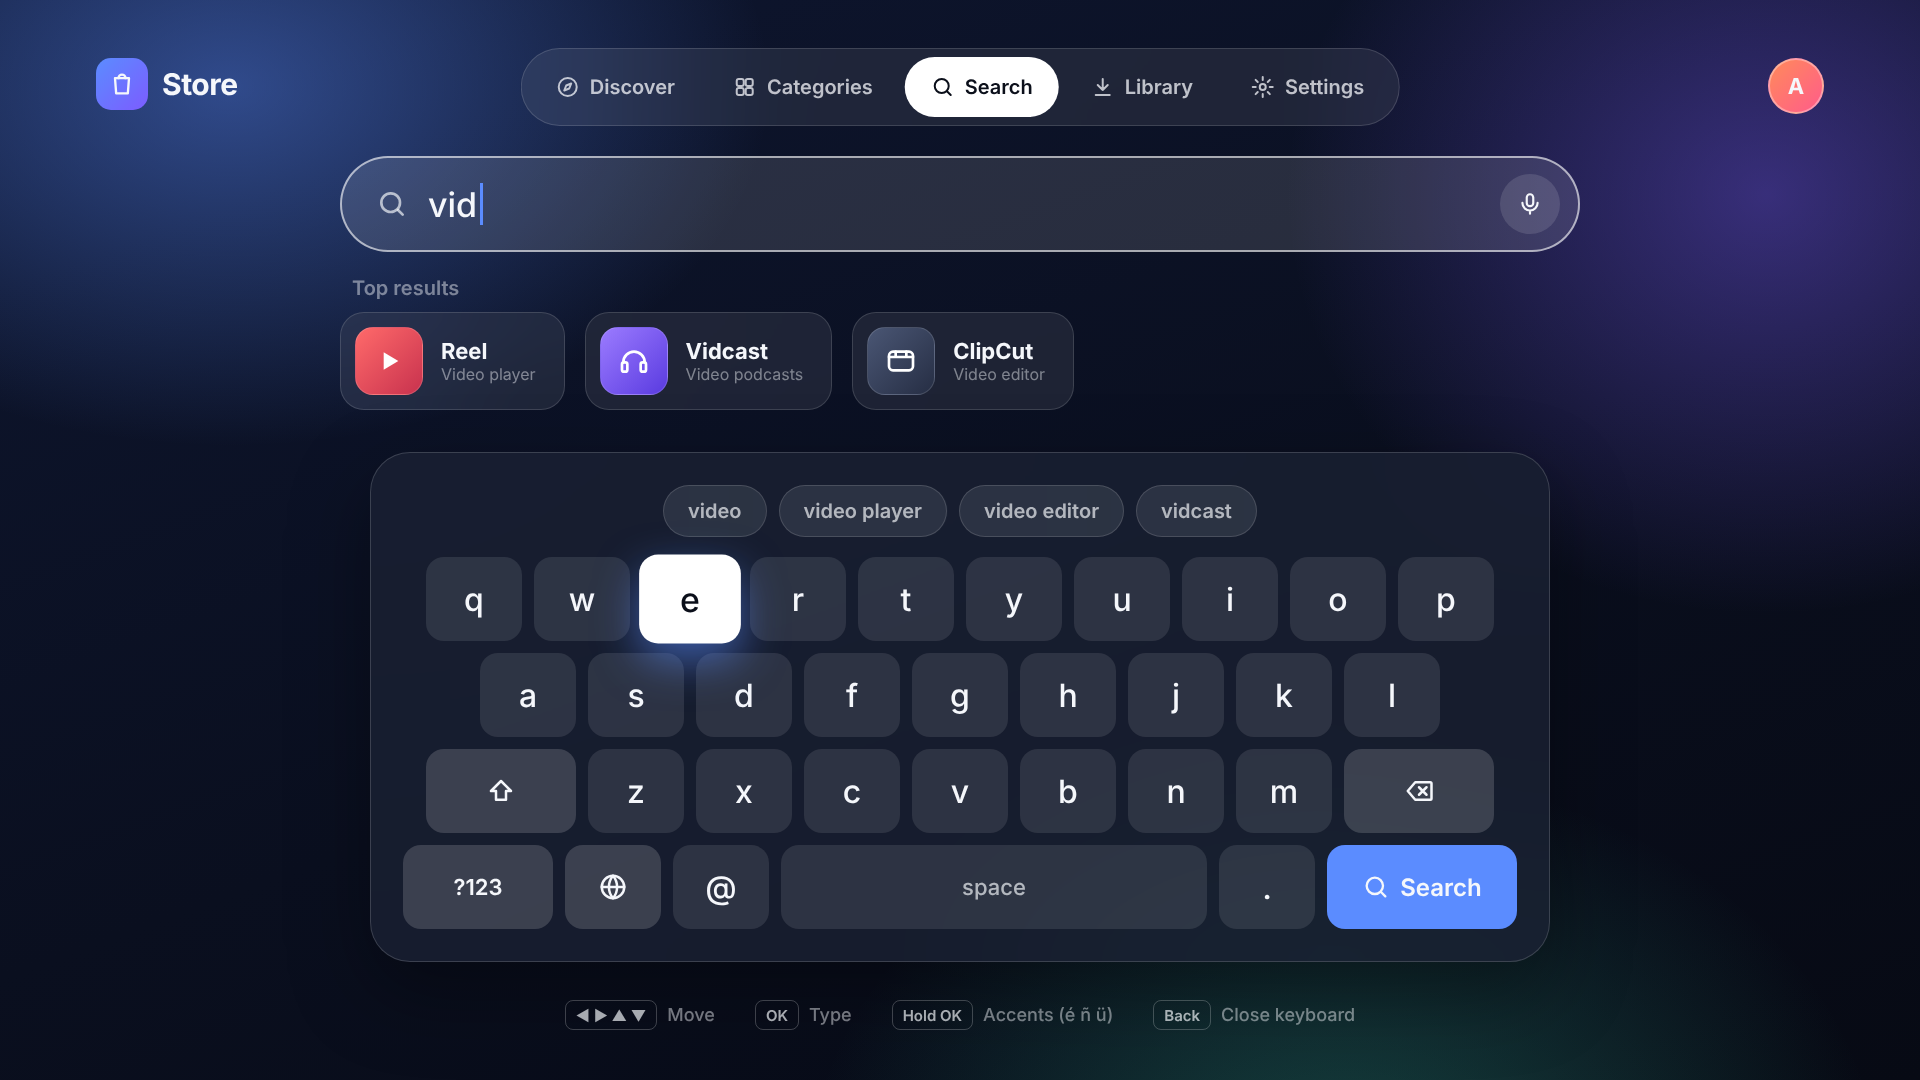 Store
Discover
Categories
Search
Library
Settings
A
vid
Top results
Reel
Video player
Vidcast
Video podcasts
ClipCut
Video editor
video
video player
video editor
vidcast
q w e r t y u i o p
a s d f g h j k l
z x c v b n m
?123
@
space
.
Search
Move
OK
Type
Hold OK
Accents (é ñ ü)
Back
Close keyboard